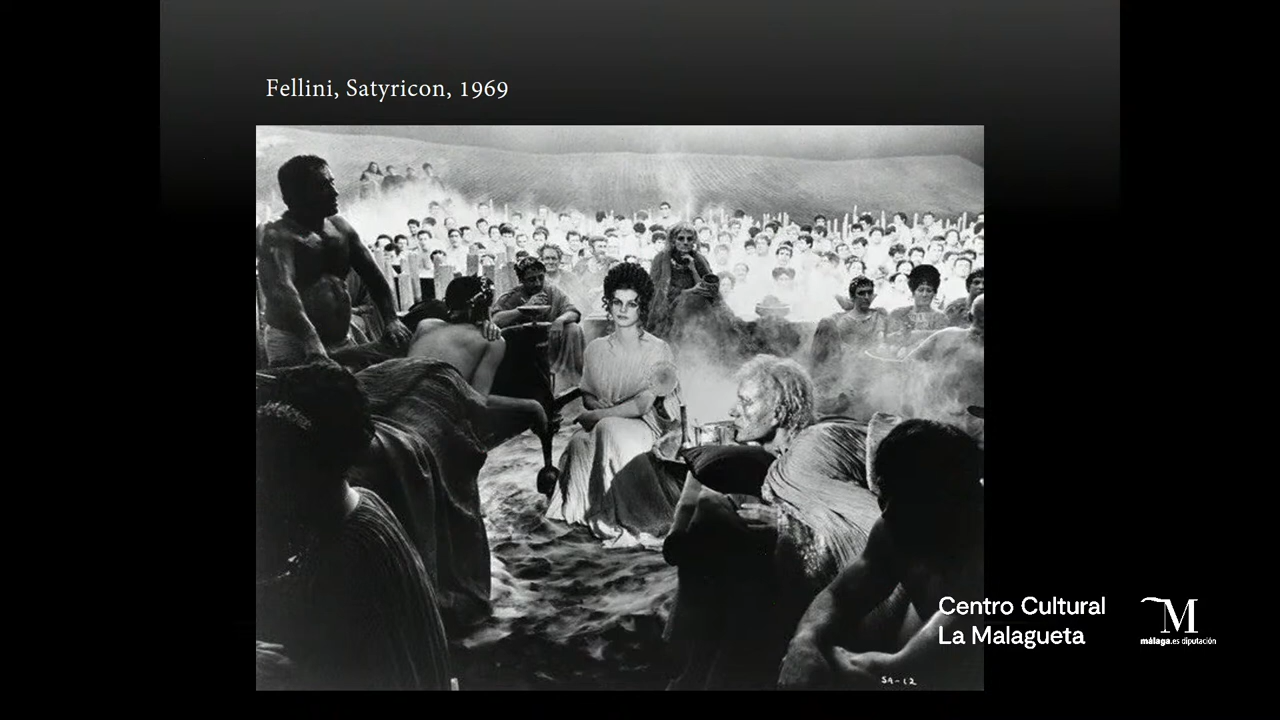 Fellini, Satyricon, 1969
Centro Cultural
La Malagueta
M
málaga.es diputación
SA-12